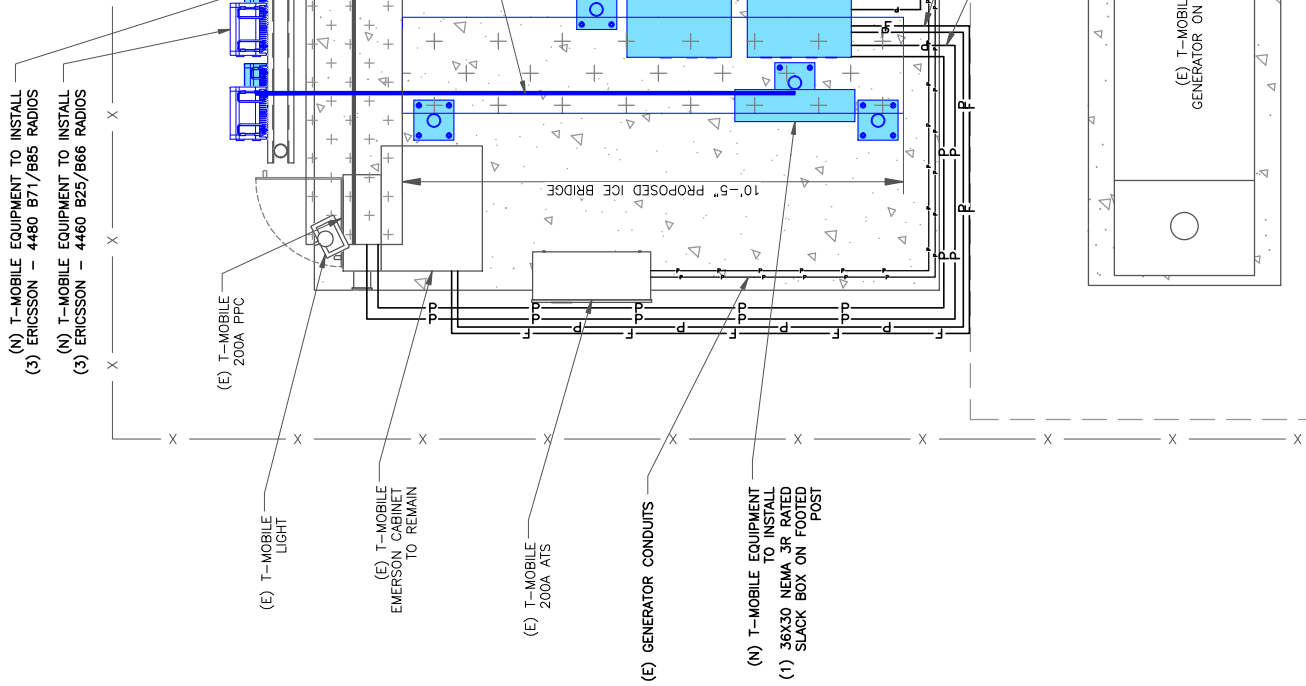 (N) T-MOBILE EQUIPMENT TO INSTALL
(3) ERICSSON - 4480 B71/B85 RADIOS
(N) T-MOBILE EQUIPMENT TO INSTALL
(3) ERICSSON - 4460 B25/B66 RADIOS
(E) T-MOBILE
200A PPC
(E) T-MOBILE
LIGHT
(E) T-MOBILE
EMERSON CABINET
TO REMAIN
(E) T-MOBILE
200A ATS
(E) GENERATOR CONDUITS
(N) T-MOBILE EQUIPMENT
TO INSTALL
(1) 36X30 NEMA 3R RATED
SLACK BOX ON FOOTED
POST
10'-5" PROPOSED ICE BRIDGE
(E) T-MOBIL
GENERATOR ON
X
X
X
X
X
X
X
X
X
X
X
X
X
P
P
P
P
P
P
P
P
P
P
F
P
F
P
F
P
F
P
F